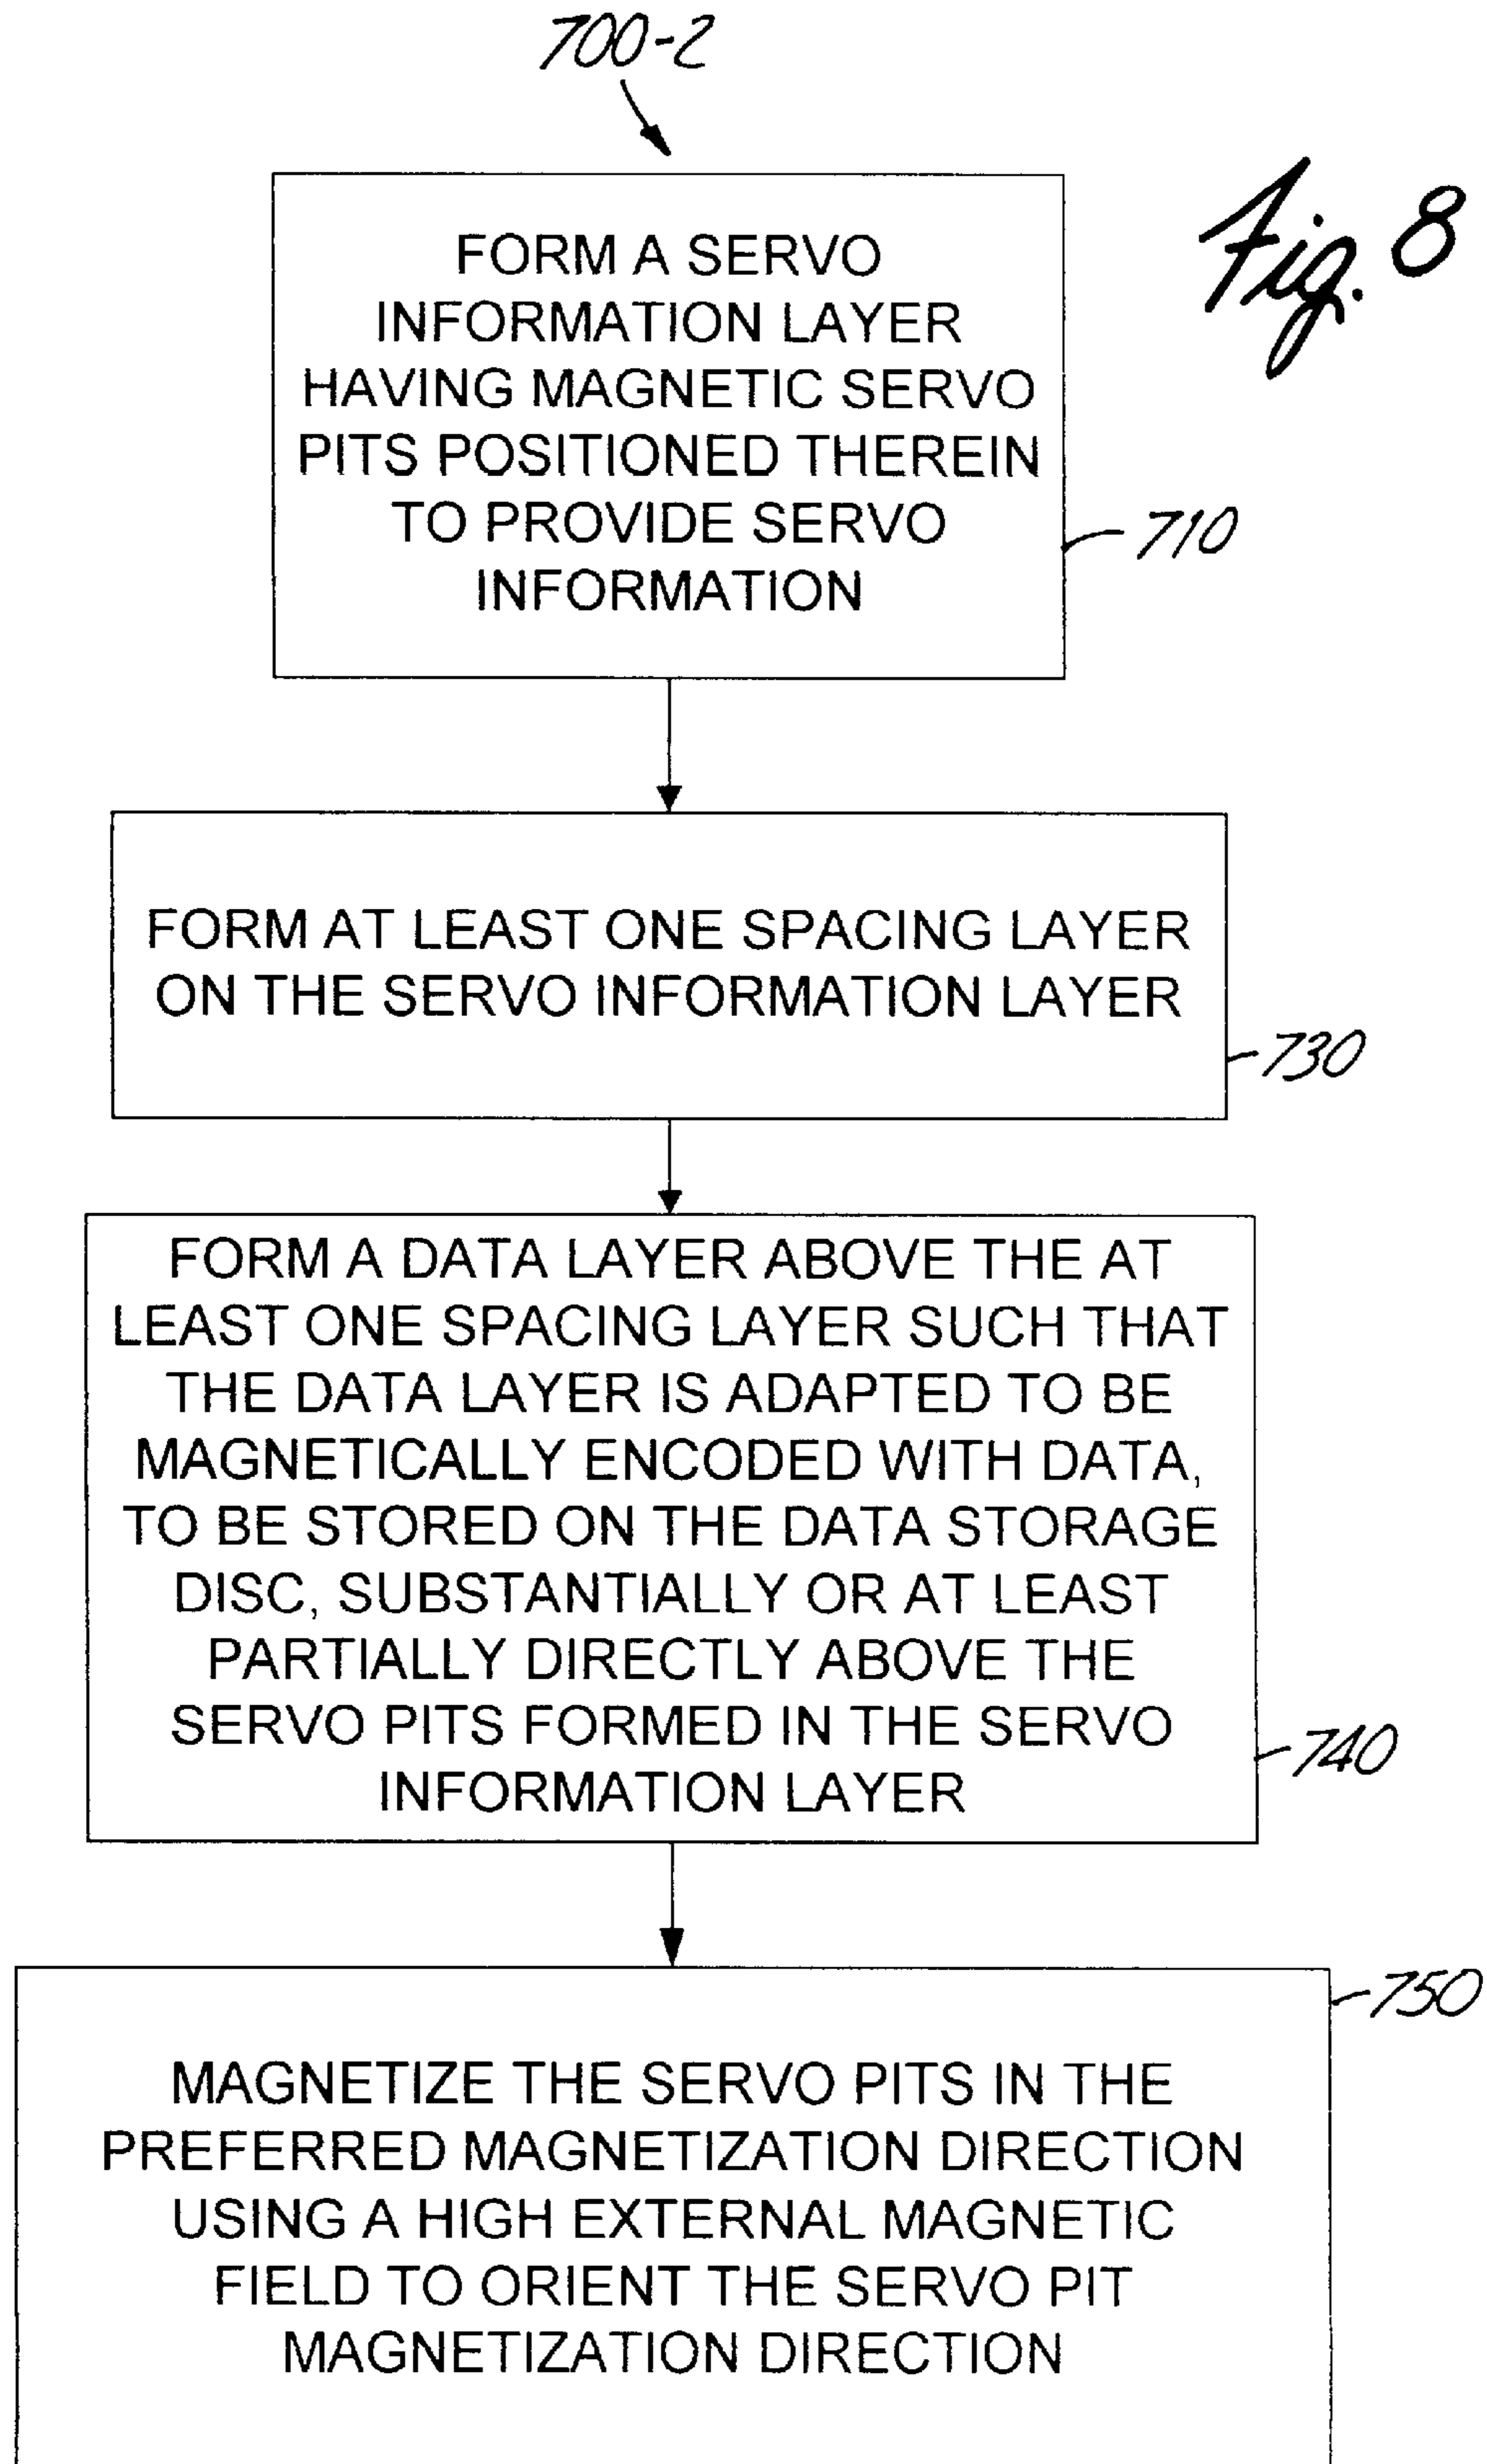 700-2
Fig. 8
FORM A SERVO
INFORMATION LAYER
HAVING MAGNETIC SERVO
PITS POSITIONED THEREIN
TO PROVIDE SERVO
INFORMATION
710
FORM AT LEAST ONE SPACING LAYER
ON THE SERVO INFORMATION LAYER
730
FORM A DATA LAYER ABOVE THE AT
LEAST ONE SPACING LAYER SUCH THAT
THE DATA LAYER IS ADAPTED TO BE
MAGNETICALLY ENCODED WITH DATA,
TO BE STORED ON THE DATA STORAGE
DISC, SUBSTANTIALLY OR AT LEAST
PARTIALLY DIRECTLY ABOVE THE
SERVO PITS FORMED IN THE SERVO
INFORMATION LAYER
740
750
MAGNETIZE THE SERVO PITS IN THE
PREFERRED MAGNETIZATION DIRECTION
USING A HIGH EXTERNAL MAGNETIC
FIELD TO ORIENT THE SERVO PIT
MAGNETIZATION DIRECTION